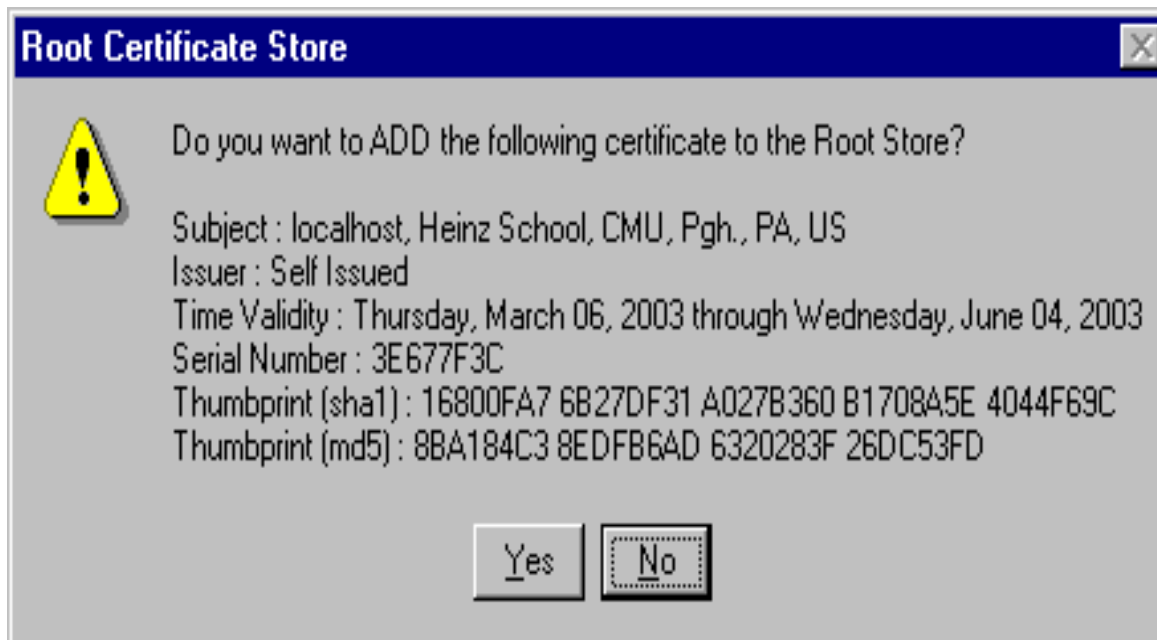 Root Certificate Store
Do you want to ADD the following certificate to the Root Store?
Subject : localhost, Heinz School, CMU, Pgh., PA, US
Issuer : Self Issued
Time Validity : Thursday, March 06, 2003 through Wednesday, June 04, 2003
Serial Number : 3E677F3C
Thumbprint (sha1) : 16800FA7 6B27DF31 A027B360 B1708A5E 4044F69C
Thumbprint (md5) : 8BA184C3 8EDFB6AD 6320283F 26DC53FD
Yes No